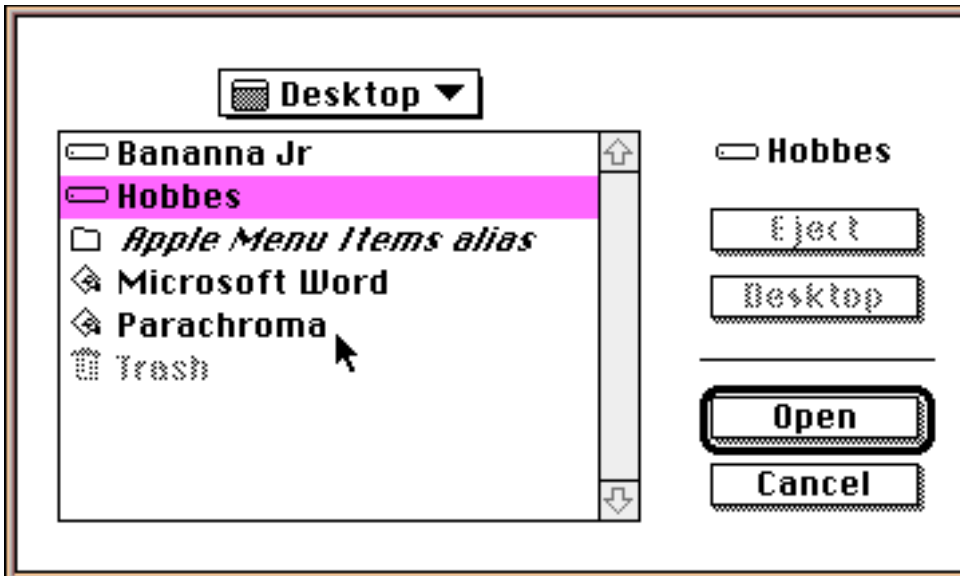 Desktop
Bananna Jr
Hobbes
Apple Menu Items alias
Microsoft Word
Parachroma
Trash
Hobbes
Eject
Desktop
Open
Cancel